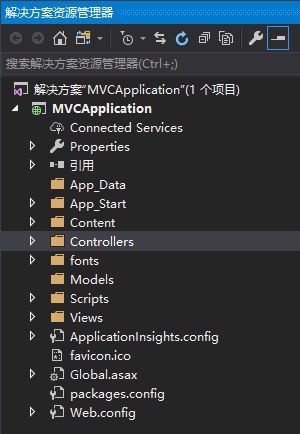 解决方案资源管理器
搜索解决方案资源管理器(Ctrl+;)
解决方案"MVCApplication"(1 个项目)
MVCApplication
Connected Services
Properties
引用
App_Data
App_Start
Content
Controllers
fonts
Models
Scripts
Views
ApplicationInsights.config
favicon.ico
Global.asax
packages.config
Web.config